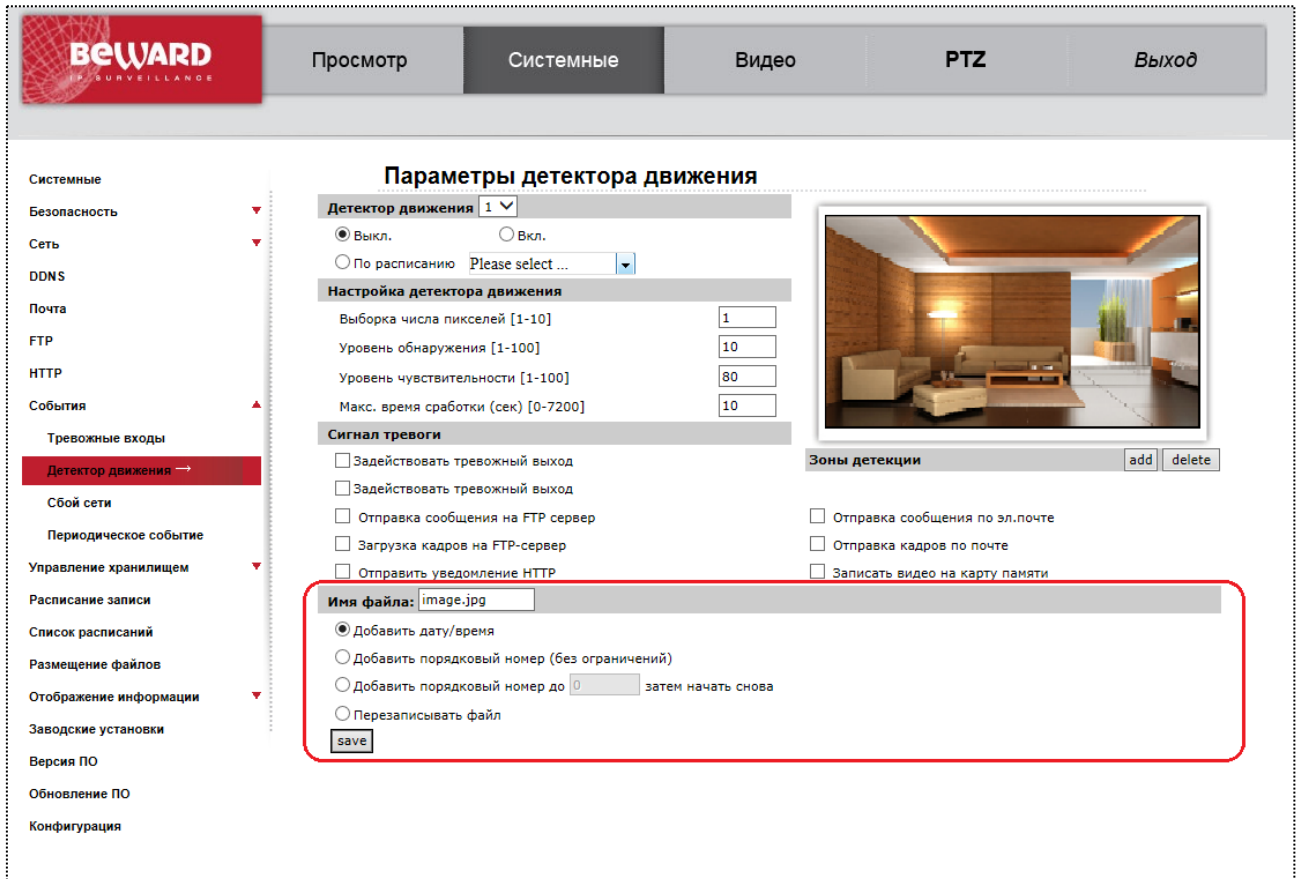 BEWARD
IP SURVEILLANCE
Просмотр
Системные
Видео
PTZ
Выход
Системные
Безопасность
Сеть
DDNS
Почта
FTP
HTTP
События
Тревожные входы
Детектор движения →
Сбой сети
Периодическое событие
Управление хранилищем
Расписание записи
Список расписаний
Размещение файлов
Отображение информации
Заводские установки
Версия ПО
Обновление ПО
Конфигурация
Параметры детектора движения
Детектор движения 1
Выкл. Вкл.
По расписанию Please select ...
Настройка детектора движения
Выборка числа пикселей [1-10] 1
Уровень обнаружения [1-100] 10
Уровень чувствительности [1-100] 80
Макс. время сработки (сек) [0-7200] 10
Сигнал тревоги
Зоны детекции add delete
Задействовать тревожный выход
Задействовать тревожный выход
Отправка сообщения на FTP сервер Отправка сообщения по эл.почте
Загрузка кадров на FTP-сервер Отправка кадров по почте
Отправить уведомление HTTP Записать видео на карту памяти
Имя файла: image.jpg
Добавить дату/время
Добавить порядковый номер (без ограничений)
Добавить порядковый номер до 0 затем начать снова
Перезаписывать файл
save